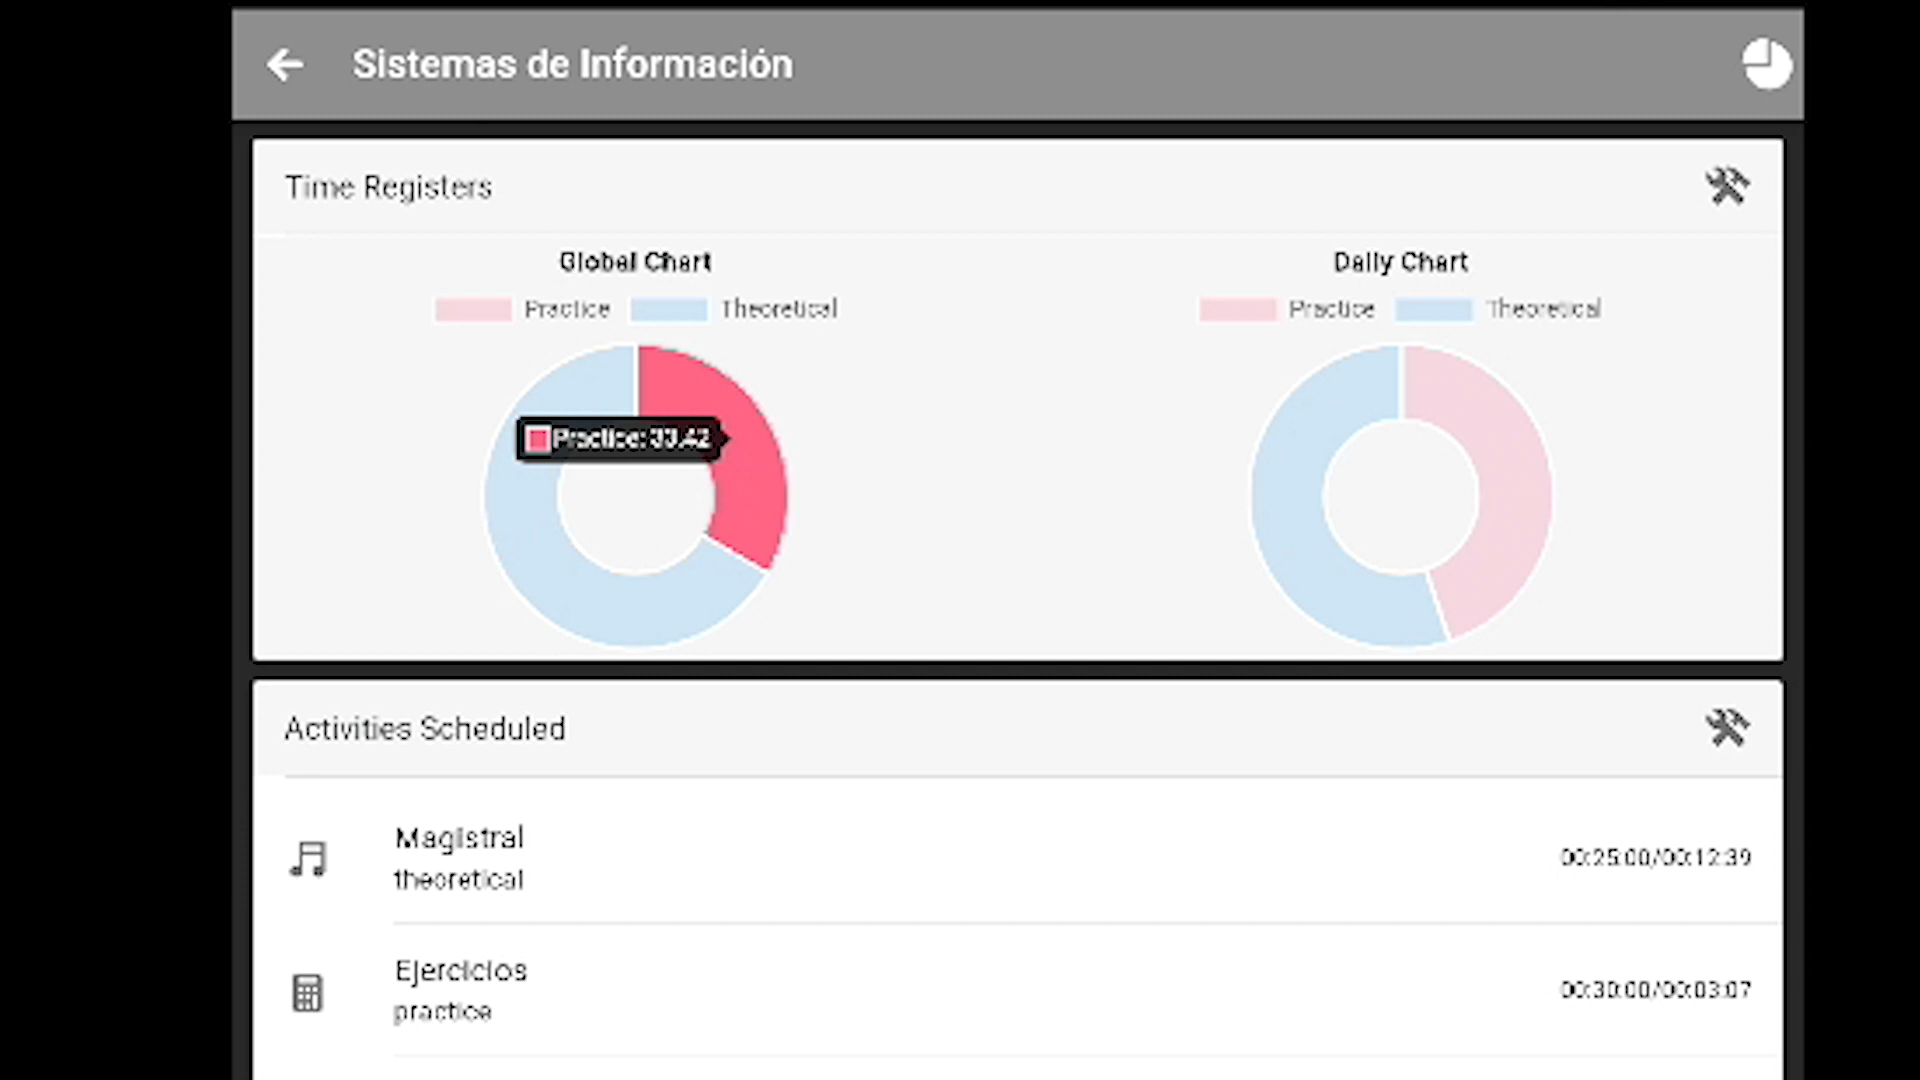 Sistemas de Información
Time Registers
Global Chart
Practice Theoretical
Practice: 33.42
Daily Chart
Practice Theoretical
Activities Scheduled
Magistral
theoretical
00:25:00/00:12:39
Ejercicios
practice
00:30:00/00:03:07